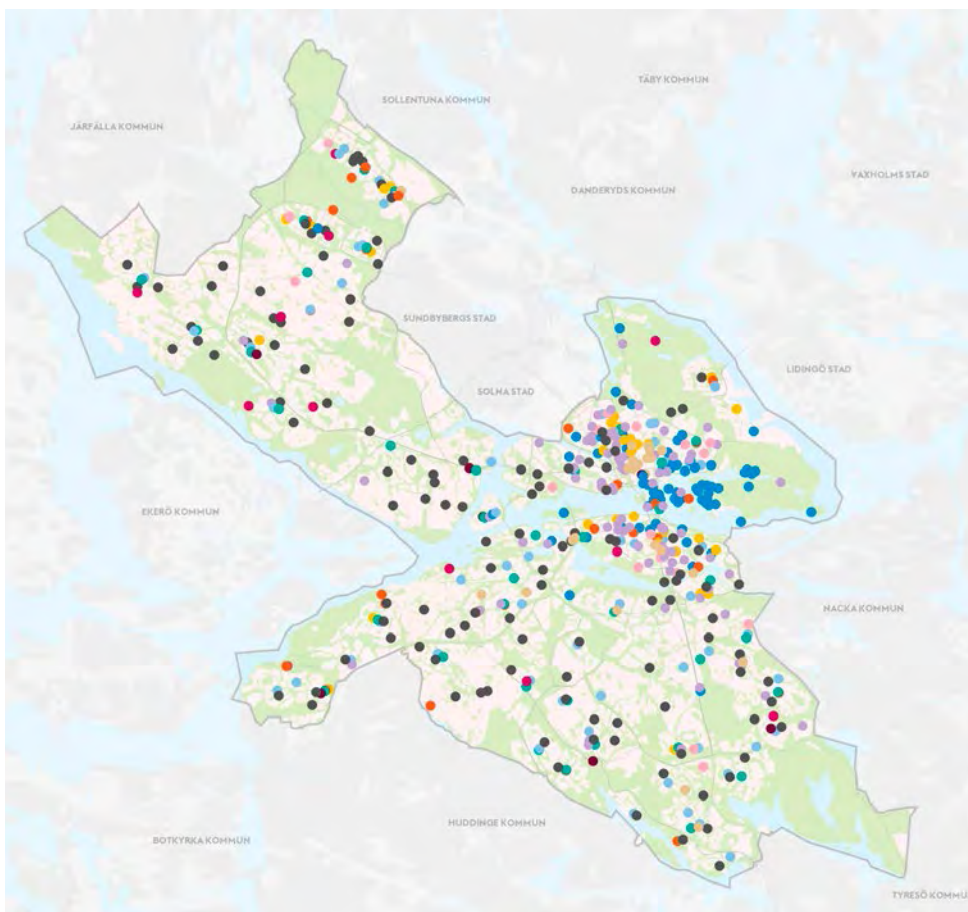 TÄBY KOMMUN
SOLLENTUNA KOMMUN
JÄRFÄLLA KOMMUN
VAXHOLMS STAD
DANDERYDS KOMMUN
SUNDBYBERGS STAD
LIDINGÖ STAD
SOLNA STAD
EKERÖ KOMMUN
NACKA KOMMUN
HUDDINGE KOMMUN
BOTKYRKA KOMMUN
TYRESÖ KOMMU